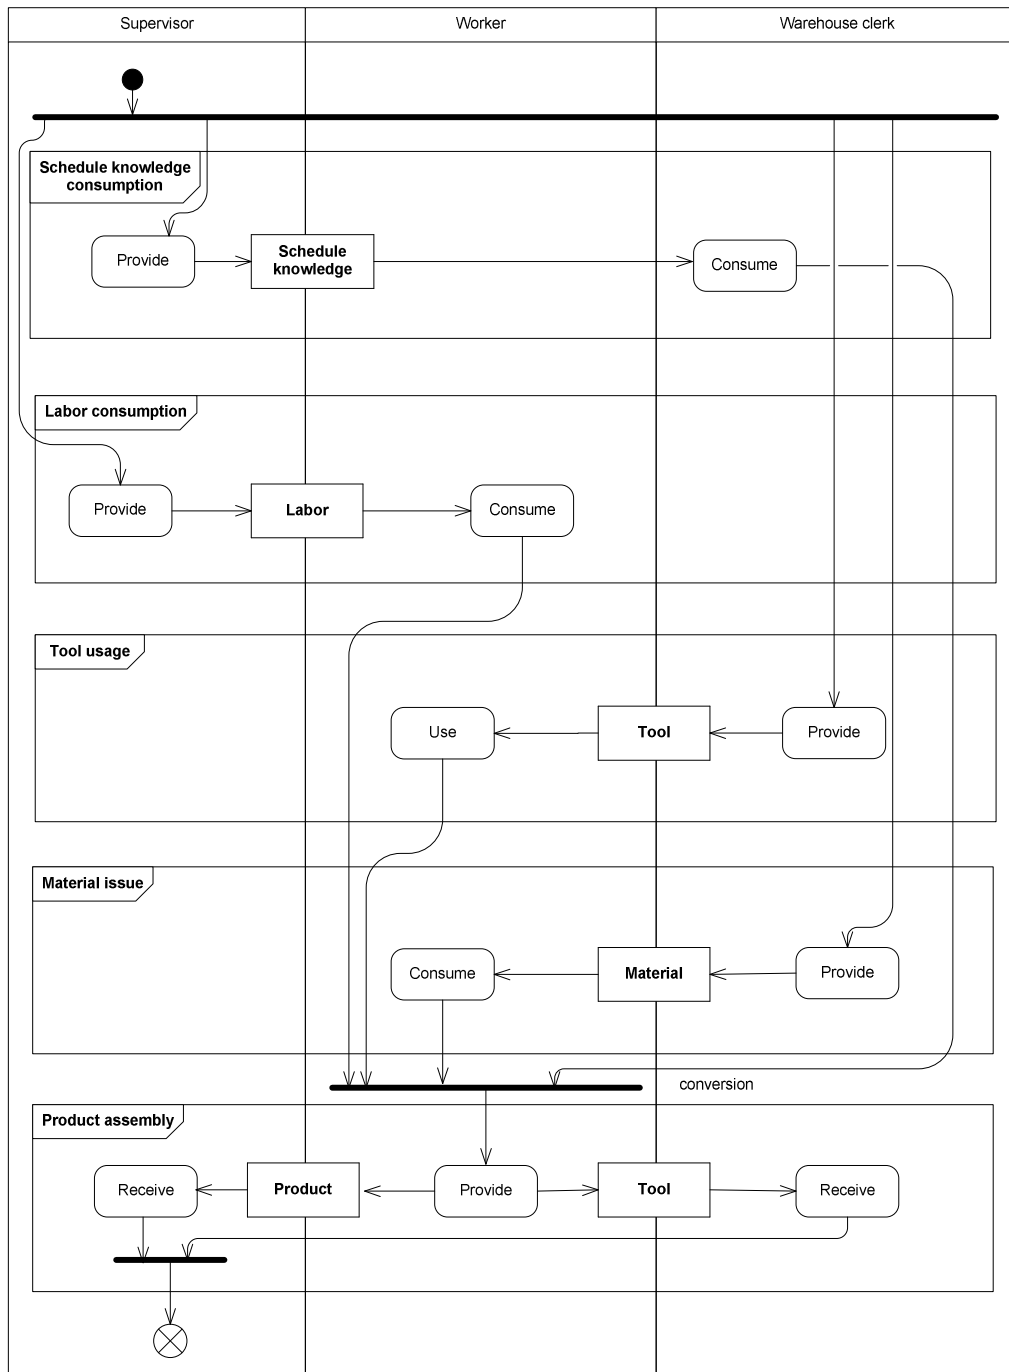 Supervisor
Worker
Warehouse clerk
Schedule knowledge
consumption
Provide
Schedule
knowledge
Consume
Labor consumption
Provide
Labor
Consume
Tool usage
Use
Tool
Provide
Material issue
Consume
Material
Provide
conversion
Product assembly
Receive
Product
Provide
Tool
Receive